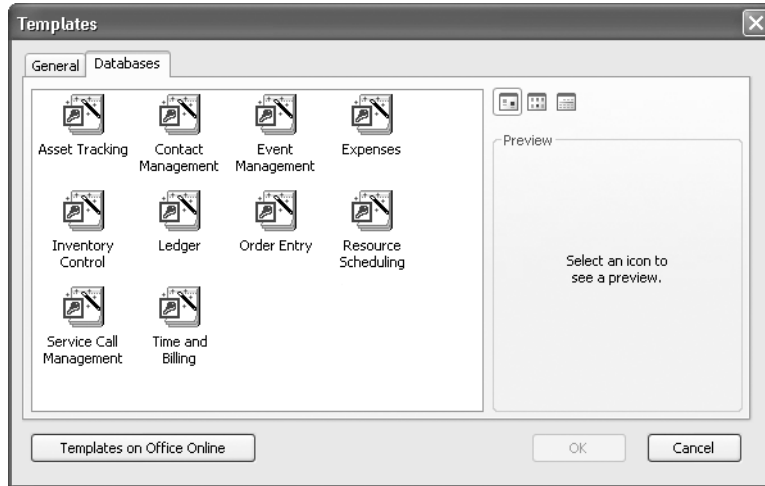 Templates
General
Databases
Asset Tracking
Contact
Management
Event
Management
Expenses
Inventory
Control
Ledger
Order Entry
Resource
Scheduling
Service Call
Management
Time and
Billing
Preview
Select an icon to
see a preview.
Templates on Office Online
OK
Cancel